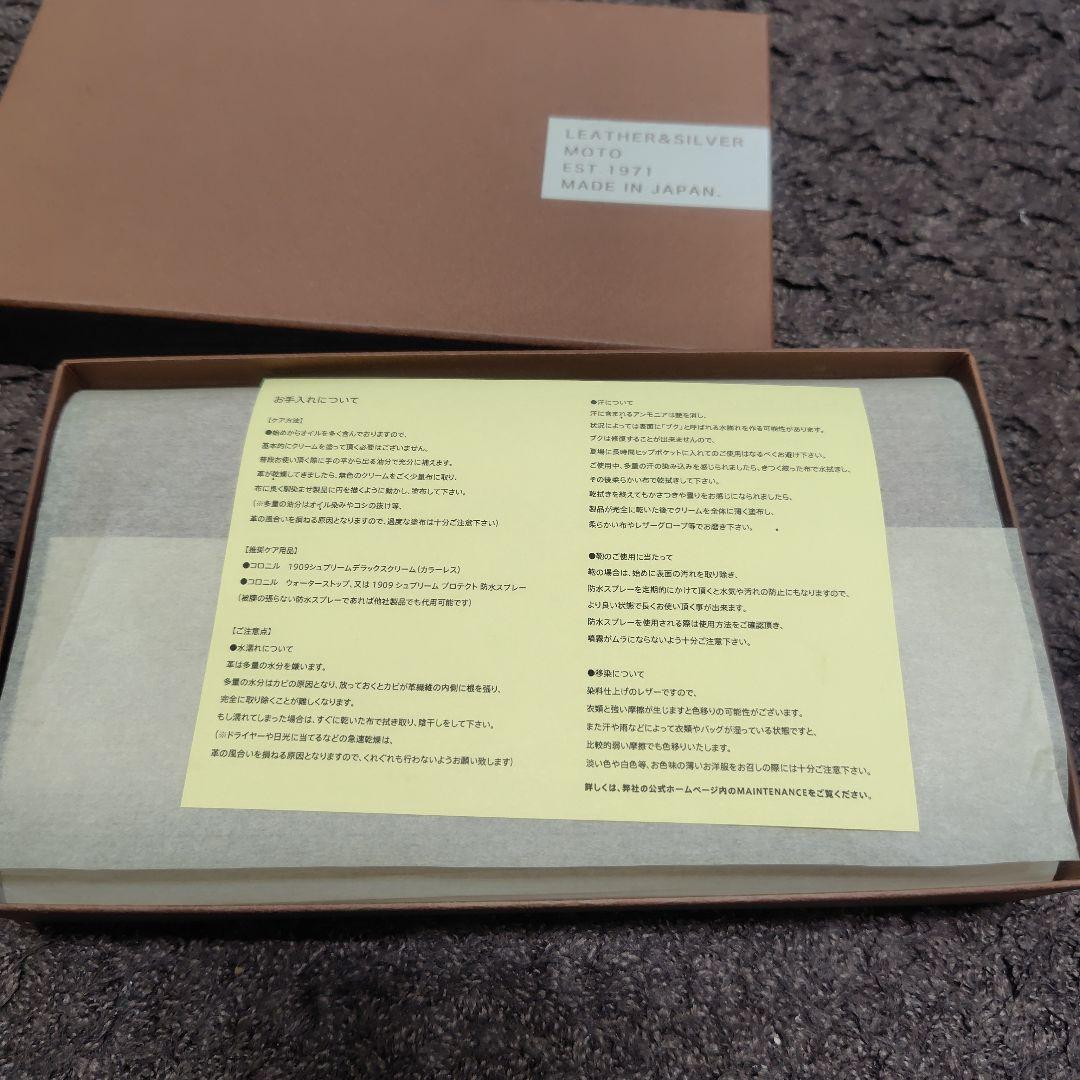 LEATHER&SILVER
MOTO
EST.1971
MADE IN JAPAN.
お手入れについて
【ケア方法】
●始めからオイルを多く含んでおりますので、
基本的にクリームを塗って頂く必要はございません。
普段お使い頂く際に手の平から出る油分で充分に補えます。
革が乾燥してきましたら、無色のクリームをごく少量布に取り、
布に良く馴染ませ製品に円を描くように動かし、塗布して下さい。
(※多量の油分はオイル染みやコシの抜け等、
革の風合いを損ねる原因となりますので、過度な塗布は十分ご注意下さい)
【推奨ケア用品】
●コロニル 1909シュプリームデラックスクリーム(カラーレス)
●コロニル ウォーターストップ、又は 1909 シュプリーム プロテクト 防水スプレー
(被膜の張らない防水スプレーであれば他社製品でも代用可能です)
【ご注意点】
●水濡れについて
革は多量の水分を嫌います。
多量の水分はカビの原因となり、放っておくとカビが革繊維の内側に根を張り、
完全に取り除くことが難しくなります。
もし濡れてしまった場合は、すぐに乾いた布で拭き取り、陰干しをして下さい。
(※ドライヤーや日光に当てるなどの急速乾燥は、
革の風合いを損ねる原因となりますので、くれぐれも行わないようお願い致します)
●汗について
汗に含まれるアンモニアは艶を消し、
状況によっては表面に「ブク」と呼ばれる水膨れを作る可能性があります。
ブクは修復することが出来ませんので、
夏場に長時間ヒップポケットに入れてのご使用はなるべくお避け下さい。
ご使用中、多量の汗の染み込みを感じられましたら、きつく絞った布で水拭きし、
その後柔らかい布で乾拭きして下さい。
乾拭きを終えてもかさつきや曇りをお感じになられましたら、
製品が完全に乾いた後でクリームを全体に薄く塗布し、
柔らかい布やレザーグローブ等でお磨き下さい。
●鞄のご使用に当たって
鞄の場合は、始めに表面の汚れを取り除き、
防水スプレーを定期的にかけて頂くと水気や汚れの防止にもなりますので、
より良い状態で長くお使い頂く事が出来ます。
防水スプレーを使用される際は使用方法をご確認頂き、
噴霧がムラにならないよう十分ご注意下さい。
●移染について
染料仕上げのレザーですので、
衣類と強い摩擦が生じますと色移りの可能性がございます。
また汗や雨などによって衣類やバッグが湿っている状態ですと、
比較的弱い摩擦でも色移りいたします。
淡い色や白色等、お色味の薄いお洋服をお召しの際には十分ご注意下さい。
詳しくは、弊社の公式ホームページ内のMAINTENANCEをご覧ください。